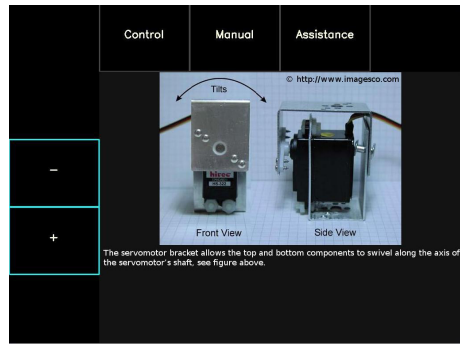 Control Manual Assistance
© http://www.imagesco.com
Tilts
hitec
Front View Side View
−
+
The servomotor bracket allows the top and bottom components to swivel along the axis of
the servomotor's shaft, see figure above.